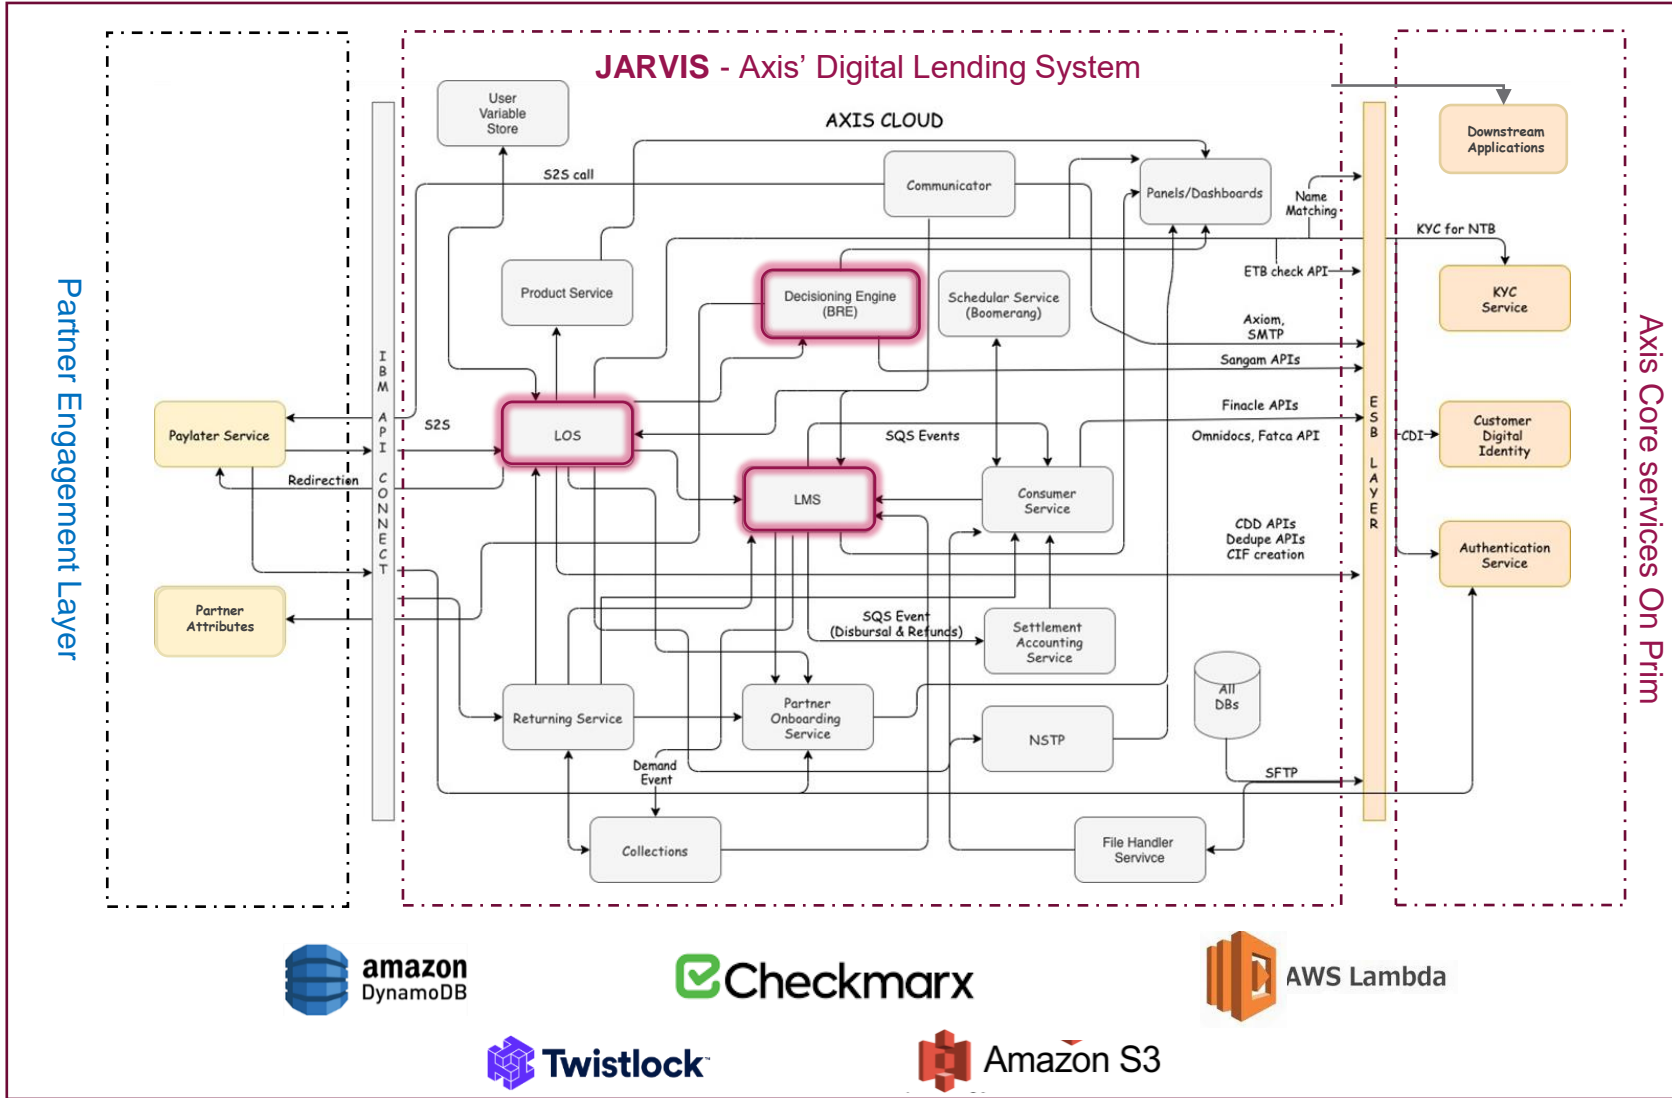 JARVIS - Axis' Digital Lending System
AXIS CLOUD
Partner Engagement Layer
Axis Core services On Prim
IBM API CONNECT
ESB LAYER
User
Variable
Store
S2S call
Communicator
Panels/Dashboards
Name
Matching
Downstream
Applications
KYC for NTB
ETB check API
KYC
Service
Product Service
Decisioning Engine
(BRE)
Schedular Service
(Boomerang)
Axiom,
SMTP
Sangam APIs
Finacle APIs
Omnidocs, Fatca API
Paylater Service
S2S
LOS
SQS Events
CDI
Customer
Digital
Identity
Redirection
LMS
Consumer
Service
CDD APIs
Dedupe APIs
CIF creation
Authentication
Service
Partner
Attributes
SQS Event
(Disbursal & Refunds)
Settlement
Accounting
Service
All
DBs
Returning Service
Partner
Onboarding
Service
NSTP
Demand
Event
SFTP
Collections
File Handler
Servivce
amazon
DynamoDB
Checkmarx
AWS Lambda
Twistlock™
Amazon S3